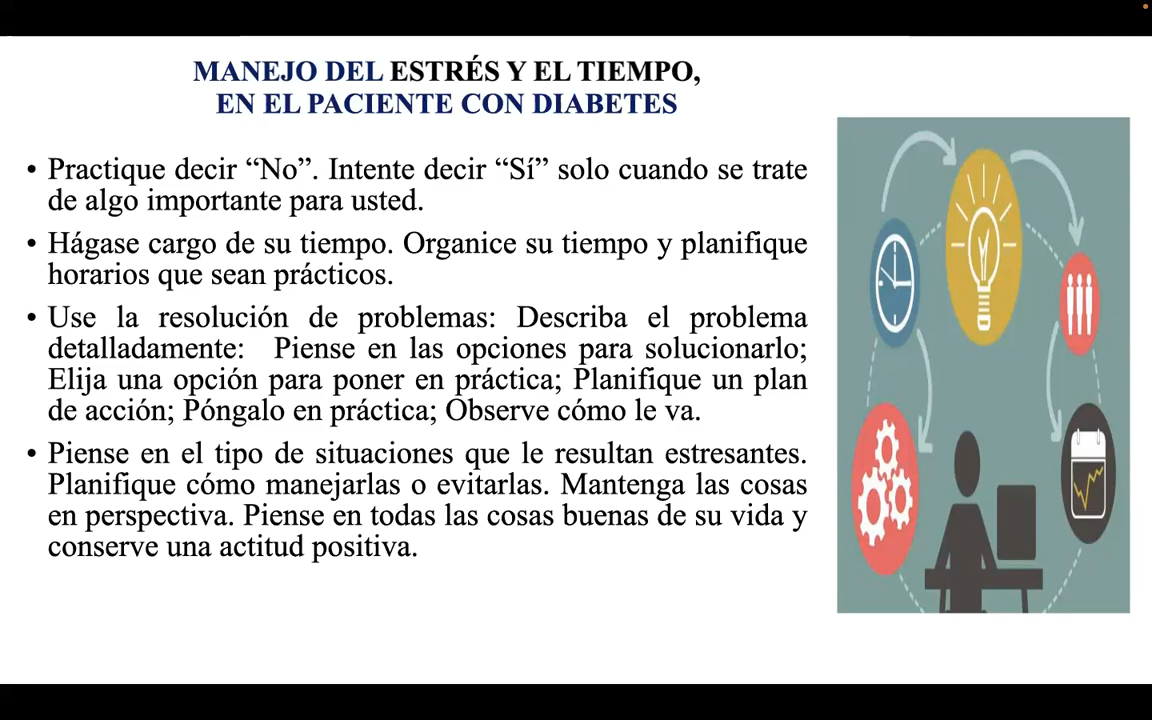 MANEJO DEL ESTRÉS Y EL TIEMPO,
EN EL PACIENTE CON DIABETES
• Practique decir “No”. Intente decir “Sí” solo cuando se trate
de algo importante para usted.
• Hágase cargo de su tiempo. Organice su tiempo y planifique
horarios que sean prácticos.
• Use la resolución de problemas: Describa el problema
detalladamente: Piense en las opciones para solucionarlo;
Elija una opción para poner en práctica; Planifique un plan
de acción; Póngalo en práctica; Observe cómo le va.
• Piense en el tipo de situaciones que le resultan estresantes.
Planifique cómo manejarlas o evitarlas. Mantenga las cosas
en perspectiva. Piense en todas las cosas buenas de su vida y
conserve una actitud positiva.